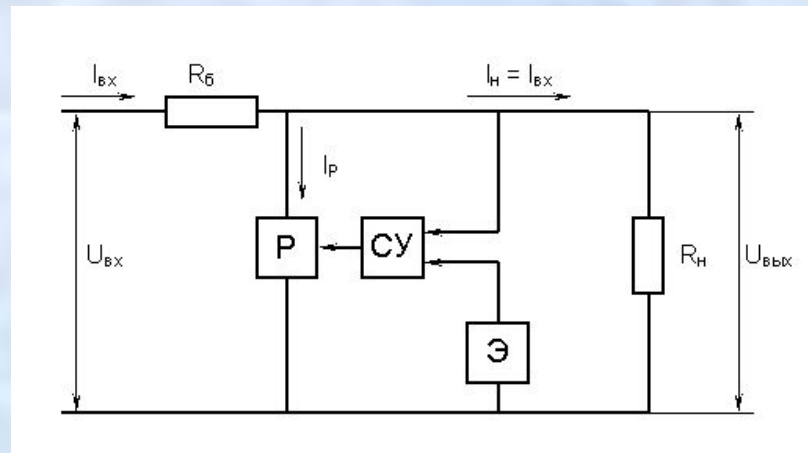 Iвх
Rб
Iн = Iвх
Iр
Uвх
Р
СУ
Rн
Uвых
Э